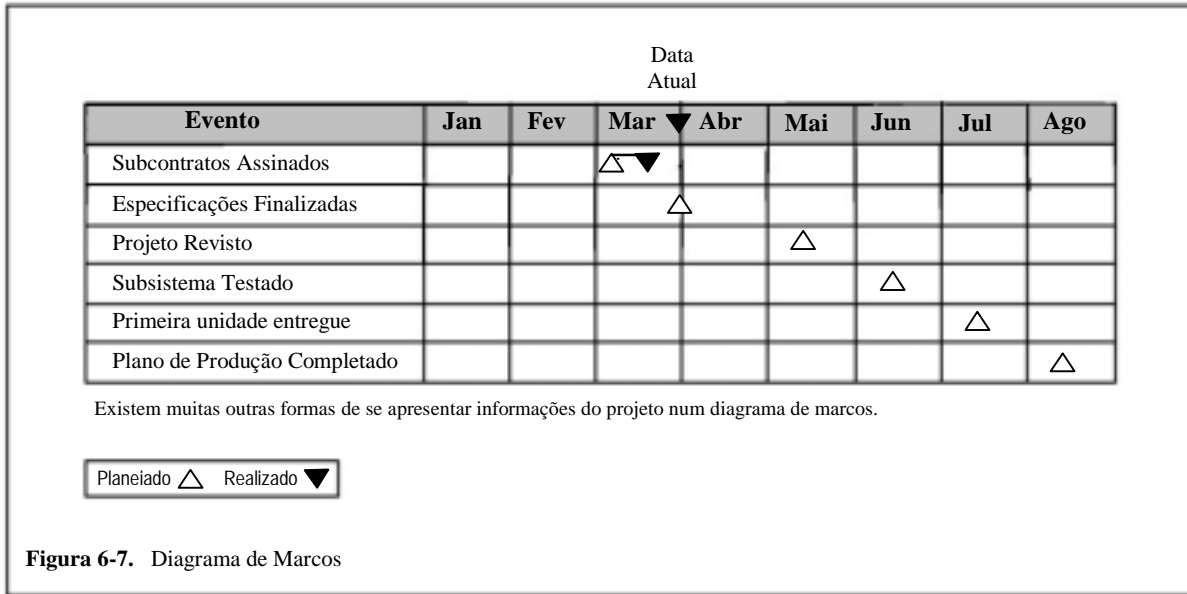 Data
Atual
Evento Jan Fev Mar Abr Mai Jun Jul Ago
Subcontratos Assinados
Especificações Finalizadas
Projeto Revisto
Subsistema Testado
Primeira unidade entregue
Plano de Produção Completado
Existem muitas outras formas de se apresentar informações do projeto num diagrama de marcos.
Planeiado Realizado
Figura 6-7. Diagrama de Marcos